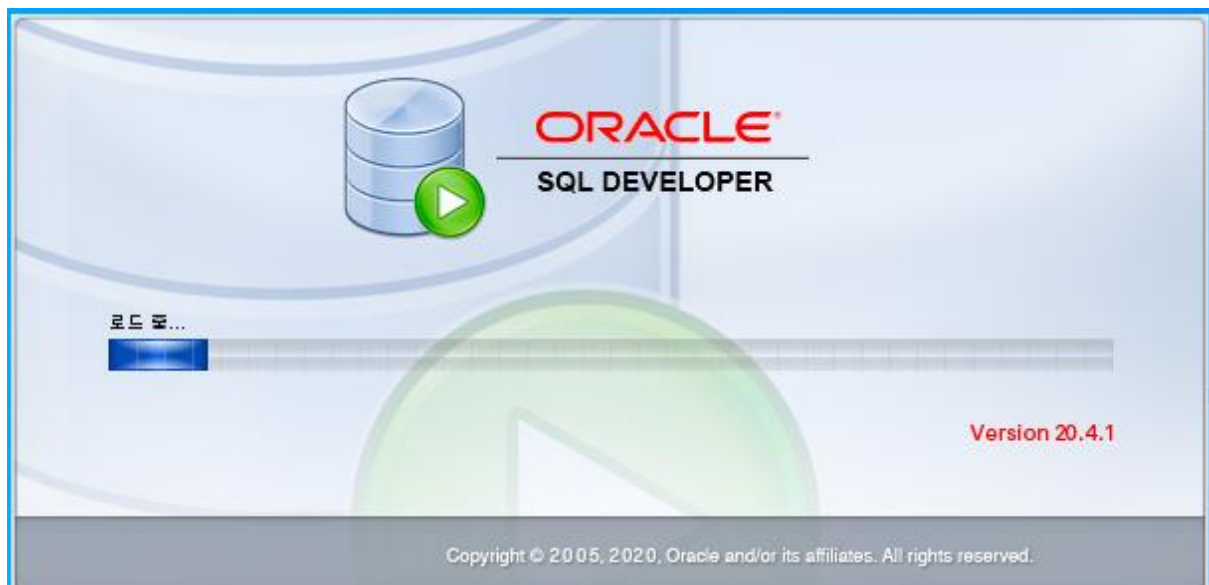 ORACLE
SQL DEVELOPER
로드 중...
Version 20.4.1
Copyright © 2005, 2020, Oracle and/or its affiliates. All rights reserved.